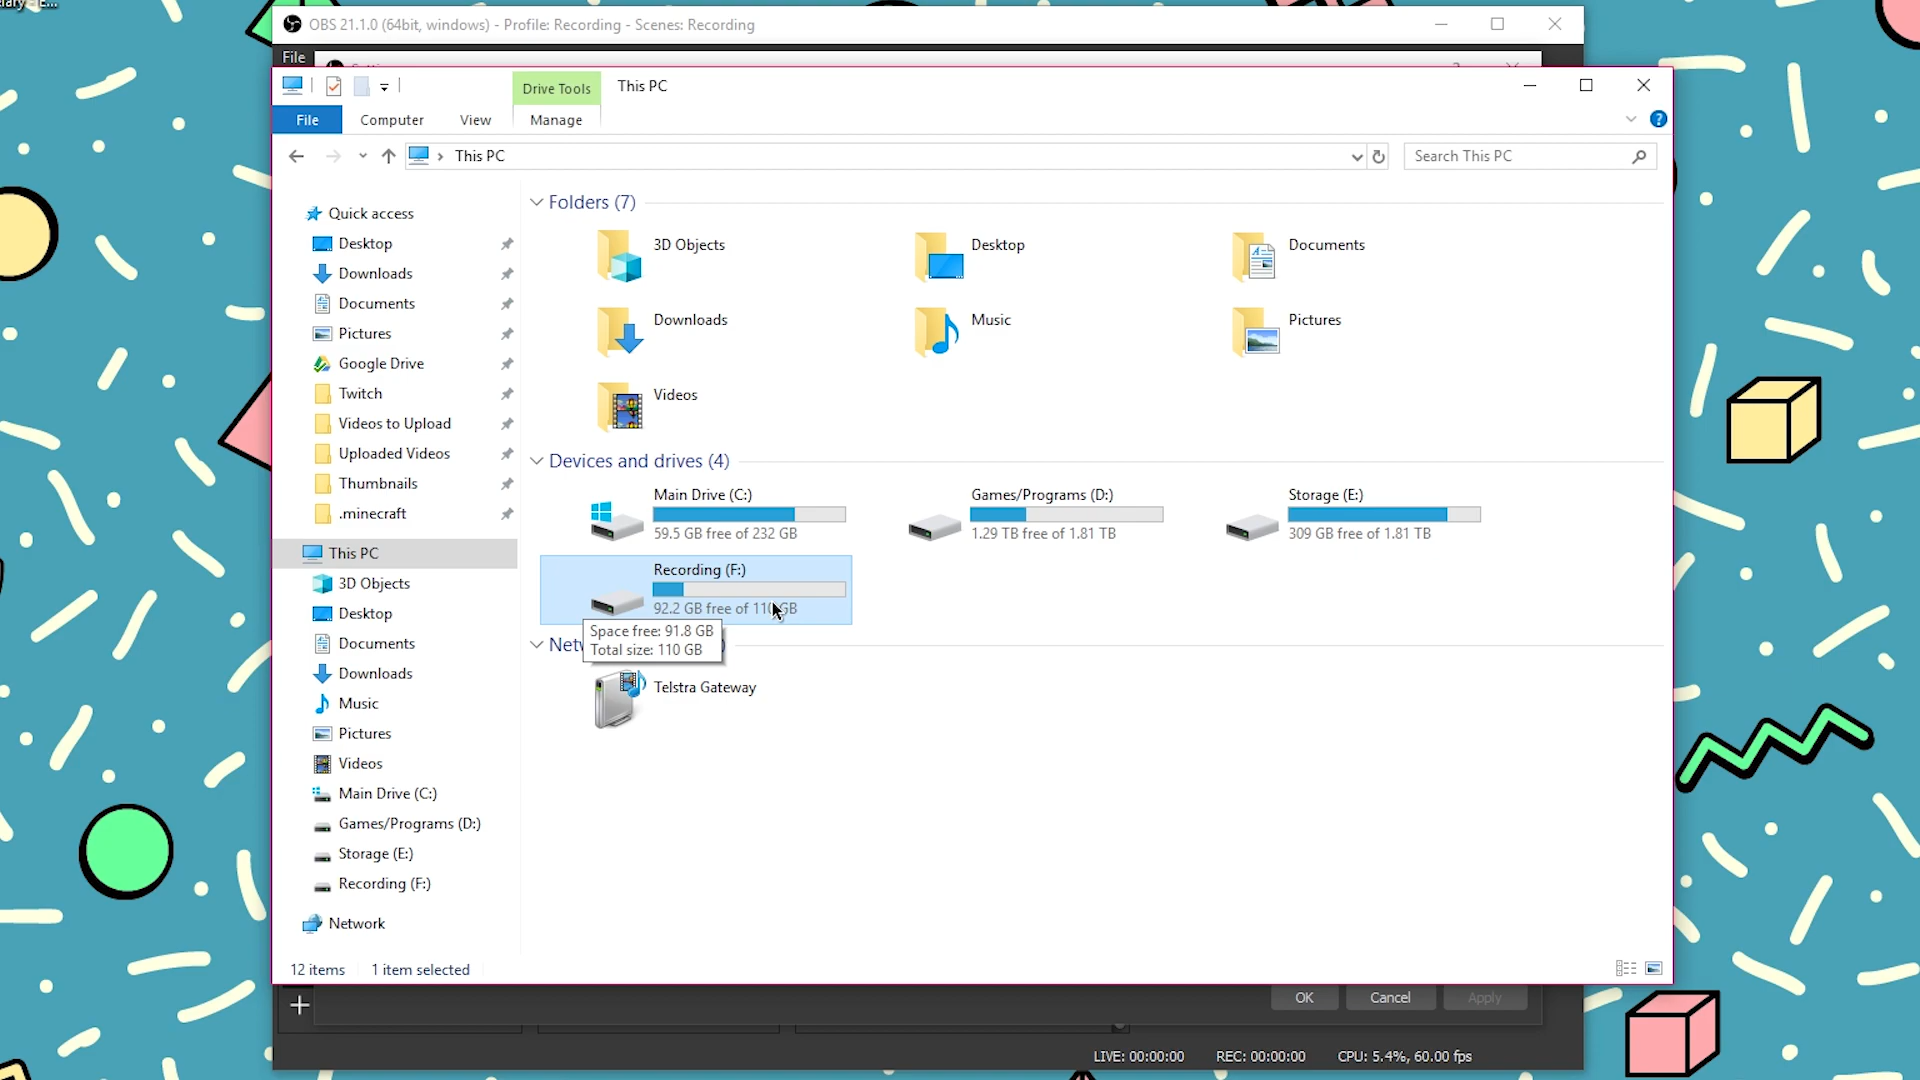 OBS 21.1.0 (64bit, windows) - Profile: Recording - Scenes: Recording
File
Drive Tools
This PC
File
Computer
View
Manage
This PC
Search This PC
Quick access
Desktop
Downloads
Documents
Pictures
Google Drive
Twitch
Videos to Upload
Uploaded Videos
Thumbnails
.minecraft
This PC
3D Objects
Desktop
Documents
Downloads
Music
Pictures
Videos
Main Drive (C:)
Games/Programs (D:)
Storage (E:)
Recording (F:)
Network
Folders (7)
3D Objects
Desktop
Documents
Downloads
Music
Pictures
Videos
Devices and drives (4)
Main Drive (C:)
59.5 GB free of 232 GB
Games/Programs (D:)
1.29 TB free of 1.81 TB
Storage (E:)
309 GB free of 1.81 TB
Recording (F:)
92.2 GB free of 110 GB
Space free: 91.8 GB
Total size: 110 GB
Telstra Gateway
12 items
1 item selected
OK
Cancel
Apply
LIVE: 00:00:00
REC: 00:00:00
CPU: 5.4%, 60.00 fps